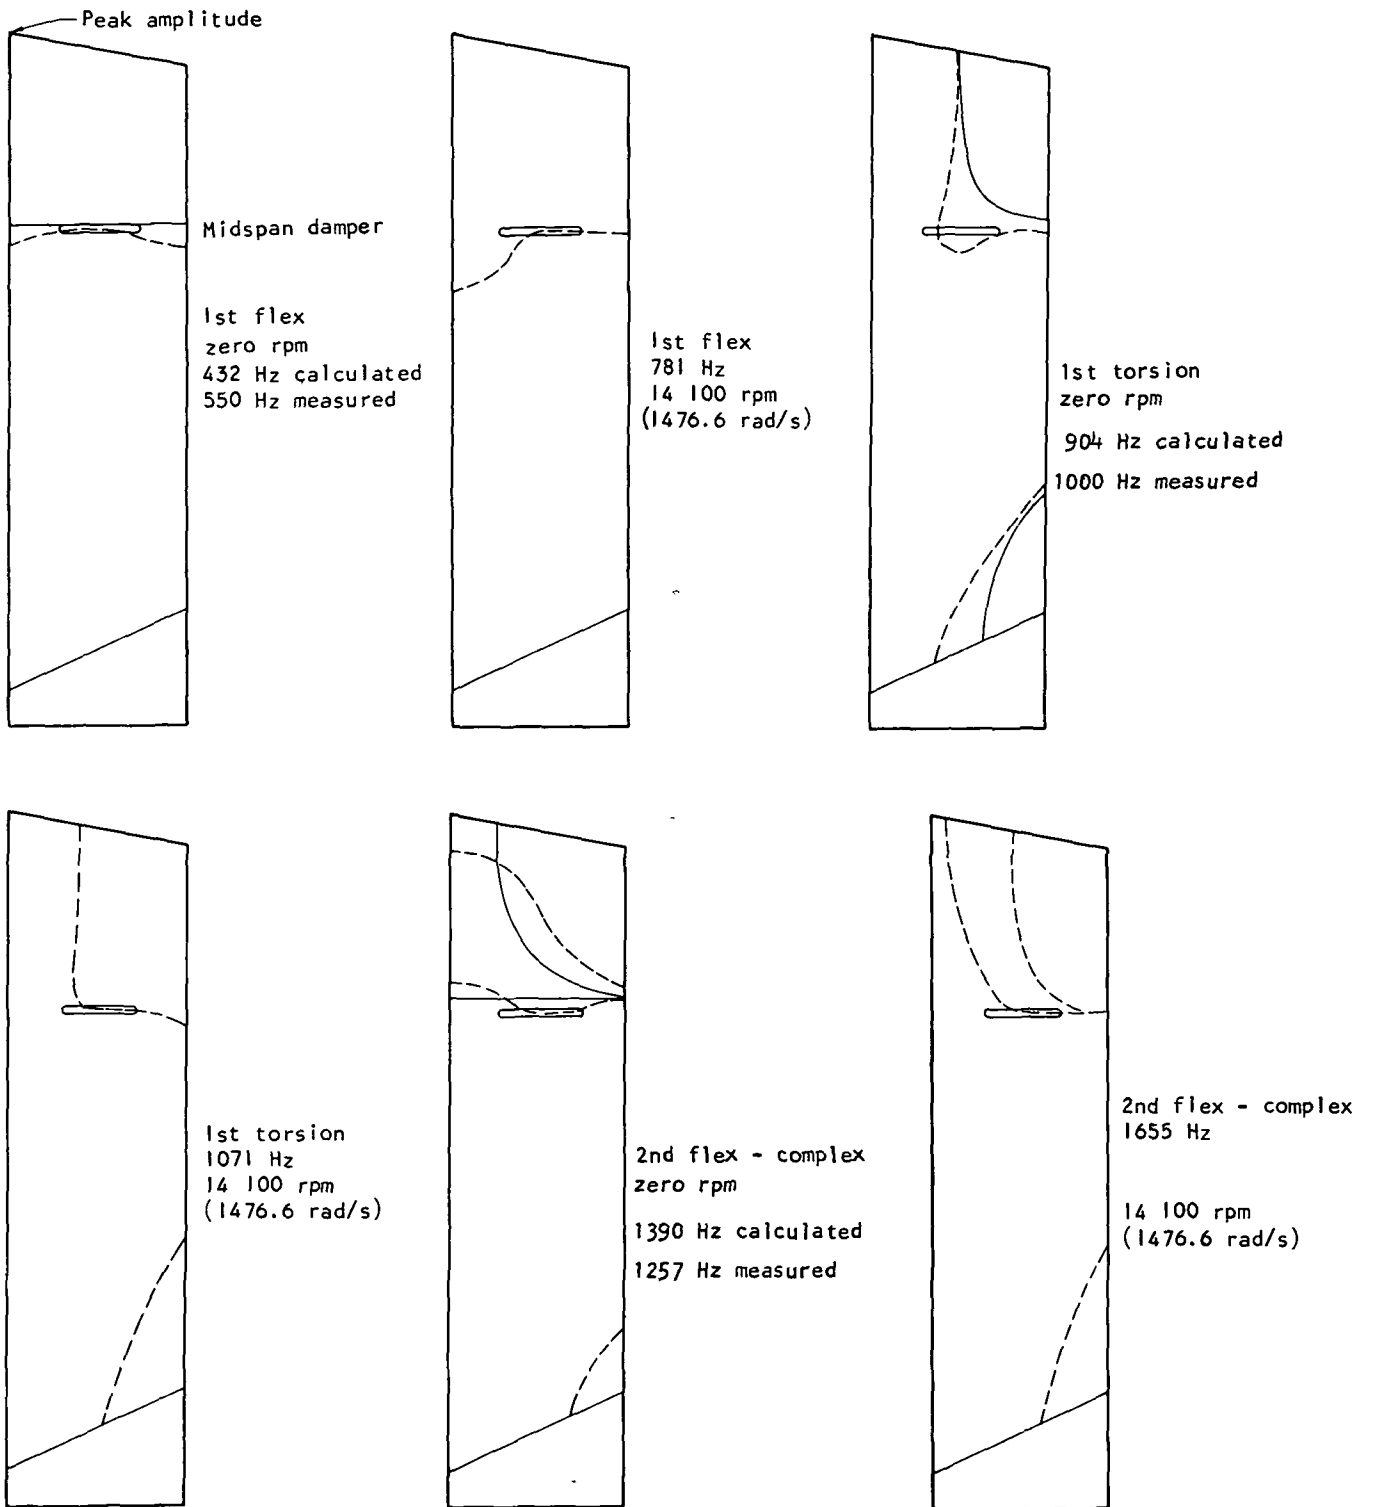 Peak amplitude
Midspan damper
1st flex
zero rpm
432 Hz calculated
550 Hz measured
1st flex
781 Hz
14 100 rpm
(1476.6 rad/s)
1st torsion
zero rpm
904 Hz calculated
1000 Hz measured
1st torsion
1071 Hz
14 100 rpm
(1476.6 rad/s)
2nd flex - complex
zero rpm
1390 Hz calculated
1257 Hz measured
2nd flex - complex
1655 Hz
14 100 rpm
(1476.6 rad/s)